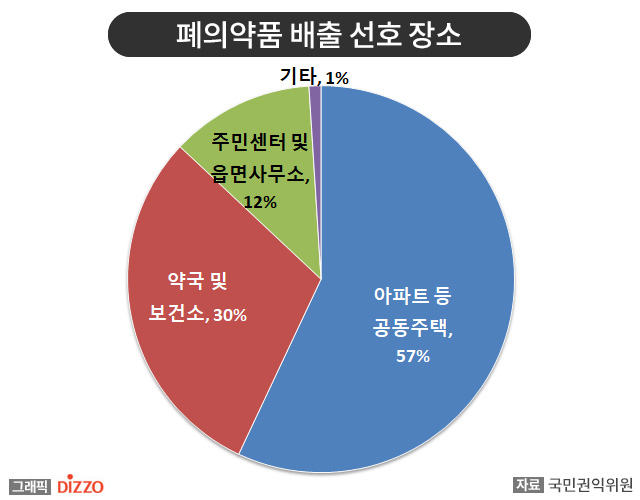 폐의약품 배출 선호 장소
기타, 1%
주민센터 및
읍면사무소,
12%
약국 및
보건소, 30%
아파트 등
공동주택,
57%
그래픽 DIZZO
자료 국민권익위원